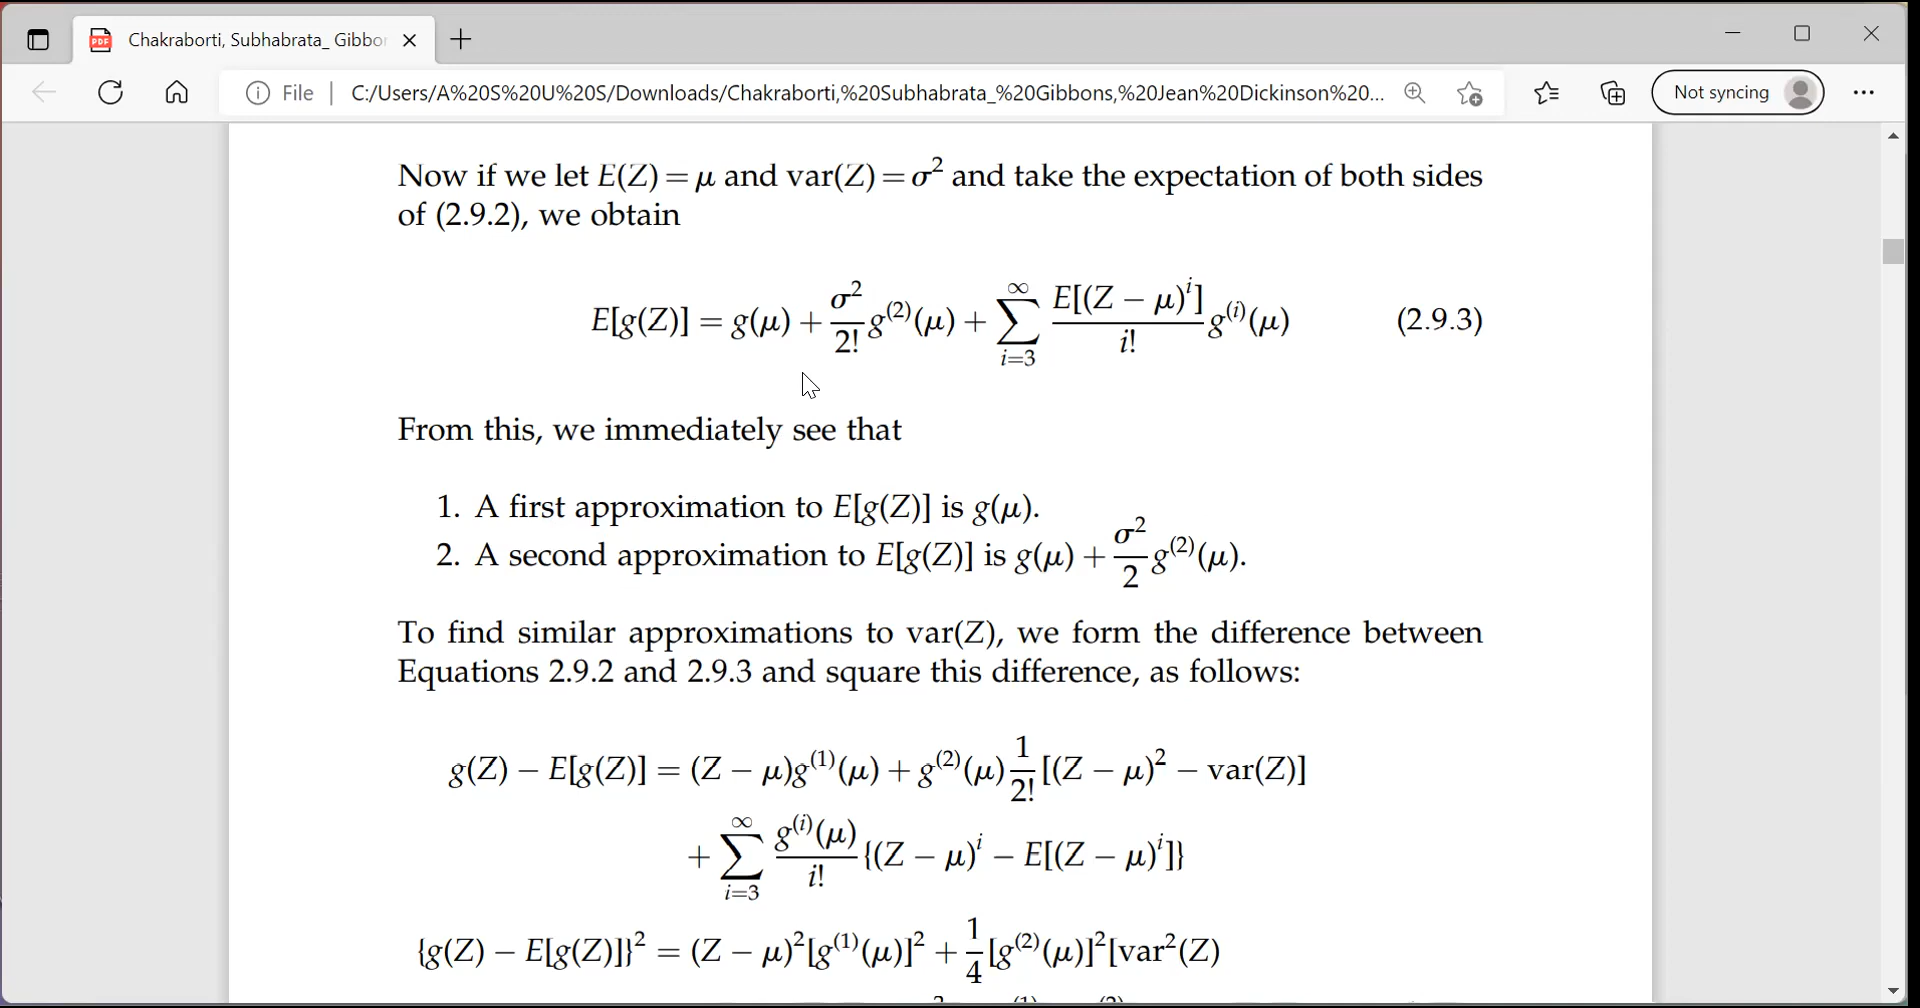 Chakraborti, Subhabrata_ Gibbo
File | C:/Users/A%20S%20U%20S/Downloads/Chakraborti,%20Subhabrata_%20Gibbons,%20Jean%20Dickinson%20... Not syncing
Now if we let E(Z) = μ and var(Z) = σ² and take the expectation of both sides
of (2.9.2), we obtain
E[g(Z)] = g(μ) + σ²/2! g⁽²⁾(μ) + ∑_{i=3}^{∞} E[(Z − μ)ⁱ]/i! g⁽ⁱ⁾(μ) (2.9.3)
From this, we immediately see that
1. A first approximation to E[g(Z)] is g(μ).
2. A second approximation to E[g(Z)] is g(μ) + σ²/2 g⁽²⁾(μ).
To find similar approximations to var(Z), we form the difference between
Equations 2.9.2 and 2.9.3 and square this difference, as follows:
g(Z) − E[g(Z)] = (Z − μ)g⁽¹⁾(μ) + g⁽²⁾(μ) 1/2! [(Z − μ)² − var(Z)]
+ ∑_{i=3}^{∞} g⁽ⁱ⁾(μ)/i! {(Z − μ)ⁱ − E[(Z − μ)ⁱ]}
{g(Z) − E[g(Z)]}² = (Z − μ)²[g⁽¹⁾(μ)]² + 1/4 [g⁽²⁾(μ)]²[var²(Z)